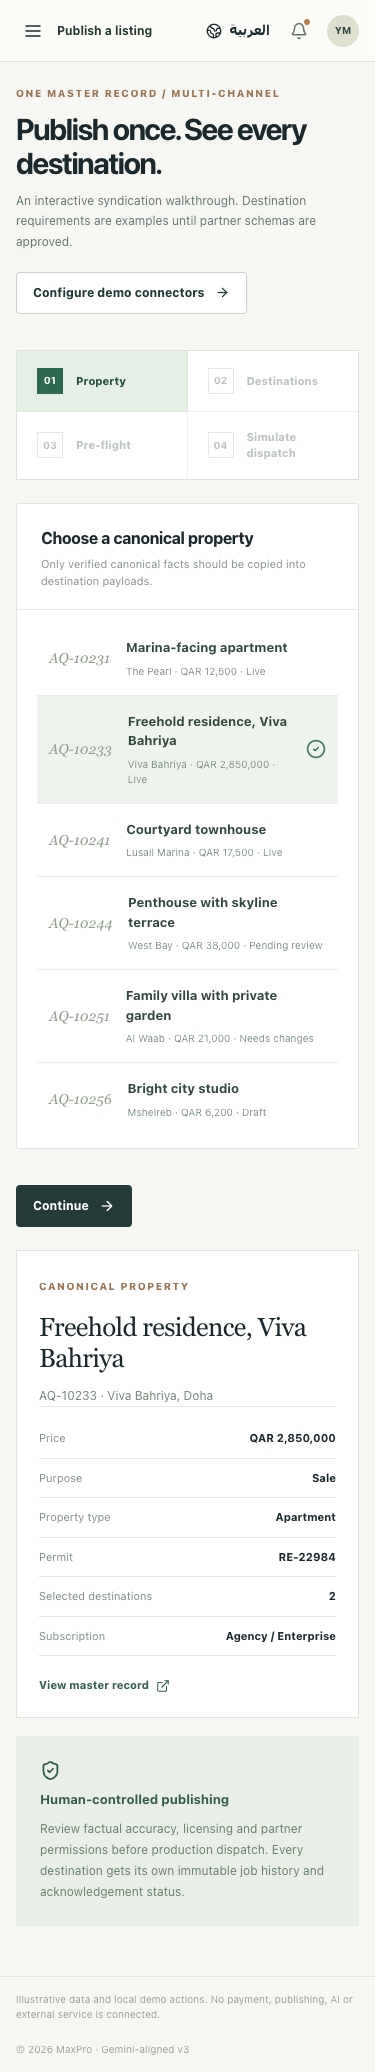 Publish a listing
العربية
YM
ONE MASTER RECORD / MULTI-CHANNEL
Publish once. See every
destination.
An interactive syndication walkthrough. Destination
requirements are examples until partner schemas are
approved.
Configure demo connectors
01 Property
02 Destinations
03 Pre-flight
04 Simulate
dispatch
Choose a canonical property
Only verified canonical facts should be copied into
destination payloads.
AQ-10231
Marina-facing apartment
The Pearl · QAR 12,500 · Live
AQ-10233
Freehold residence, Viva
Bahriya
Viva Bahriya · QAR 2,850,000 ·
Live
AQ-10241
Courtyard townhouse
Lusail Marina · QAR 17,500 · Live
AQ-10244
Penthouse with skyline
terrace
West Bay · QAR 38,000 · Pending review
AQ-10251
Family villa with private
garden
Al Waab · QAR 21,000 · Needs changes
AQ-10256
Bright city studio
Msheireb · QAR 6,200 · Draft
Continue
CANONICAL PROPERTY
Freehold residence, Viva
Bahriya
AQ-10233 · Viva Bahriya, Doha
Price QAR 2,850,000
Purpose Sale
Property type Apartment
Permit RE-22984
Selected destinations 2
Subscription Agency / Enterprise
View master record
Human-controlled publishing
Review factual accuracy, licensing and partner
permissions before production dispatch. Every
destination gets its own immutable job history and
acknowledgement status.
Illustrative data and local demo actions. No payment, publishing, AI or
external service is connected.
© 2026 MaxPro · Gemini-aligned v3